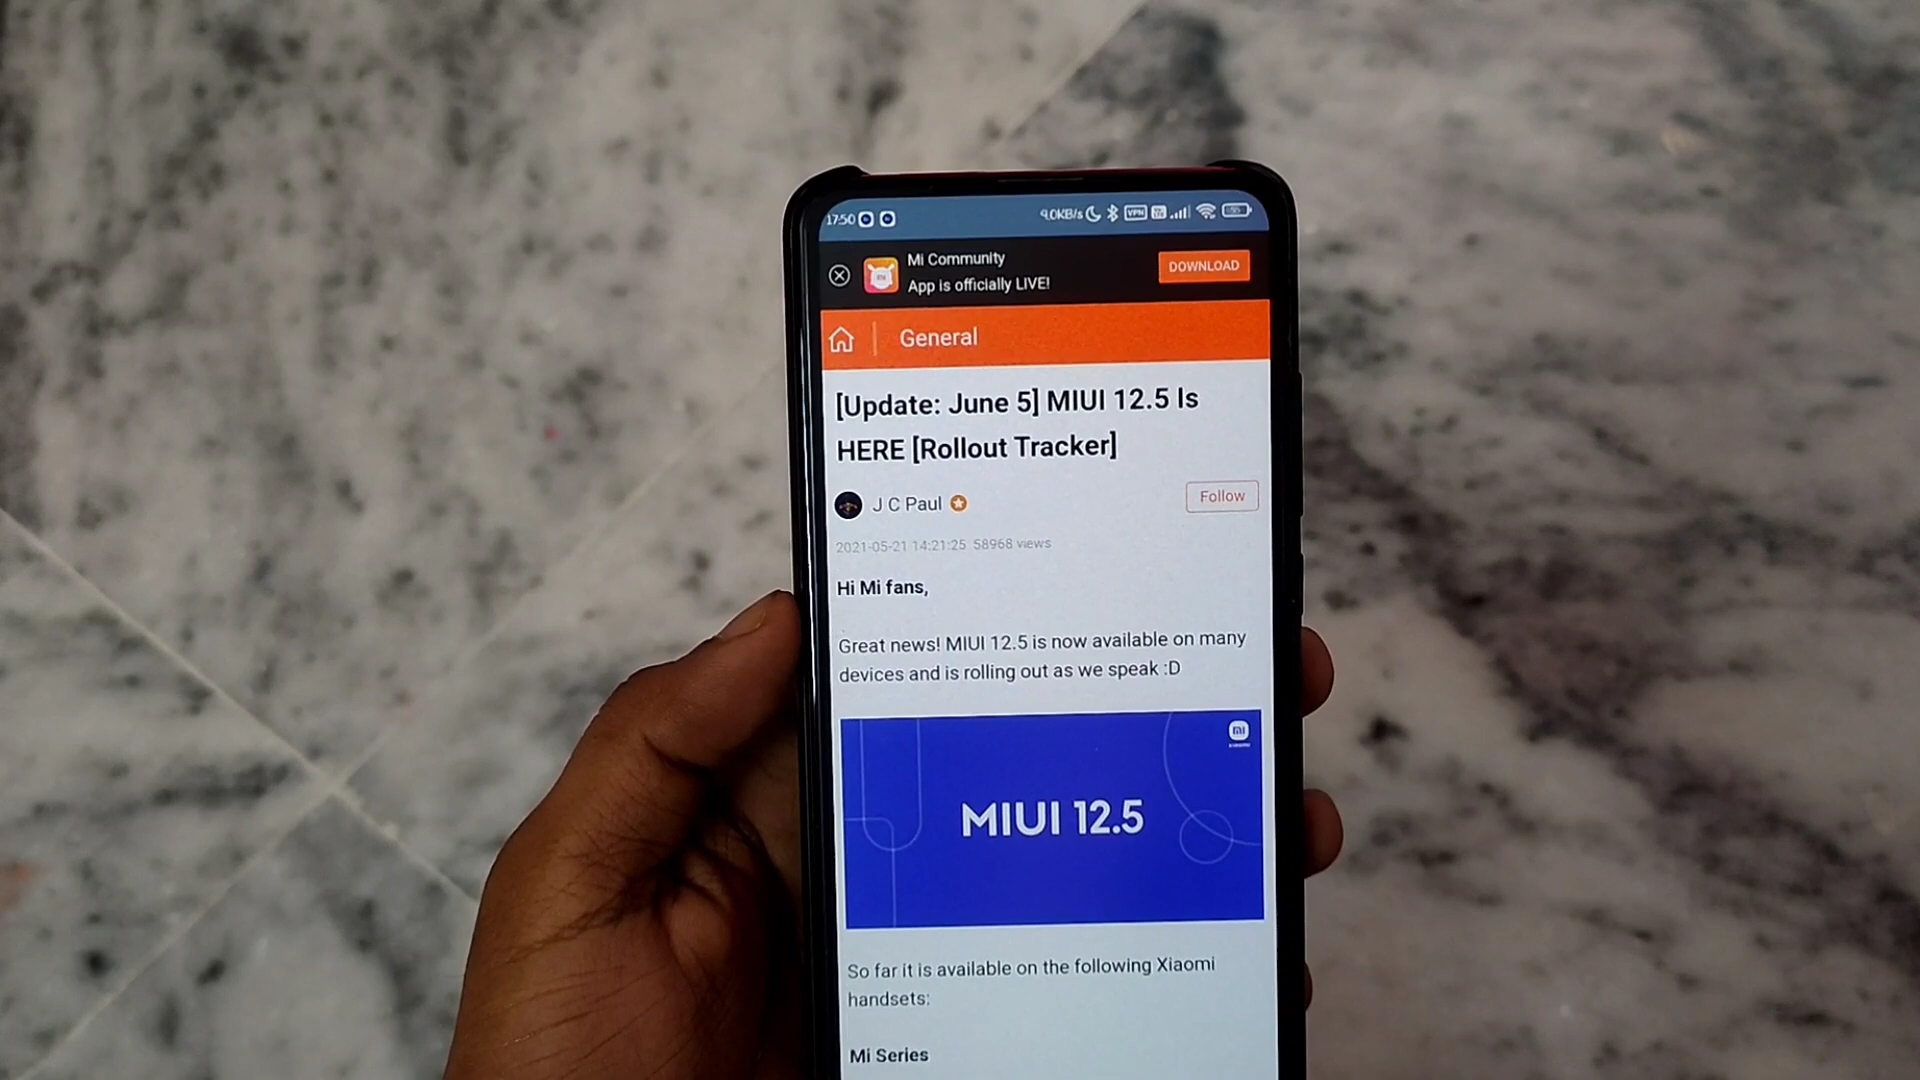 17:50
9.0KB/s VPN
Mi Community
App is officially LIVE!
DOWNLOAD
General
[Update: June 5] MIUI 12.5 Is
HERE [Rollout Tracker]
J C Paul
Follow
2021-05-21 14:21:25 58968 views
Hi Mi fans,
Great news! MIUI 12.5 is now available on many
devices and is rolling out as we speak :D
mi
MIUI 12.5
So far it is available on the following Xiaomi
handsets:
Mi Series